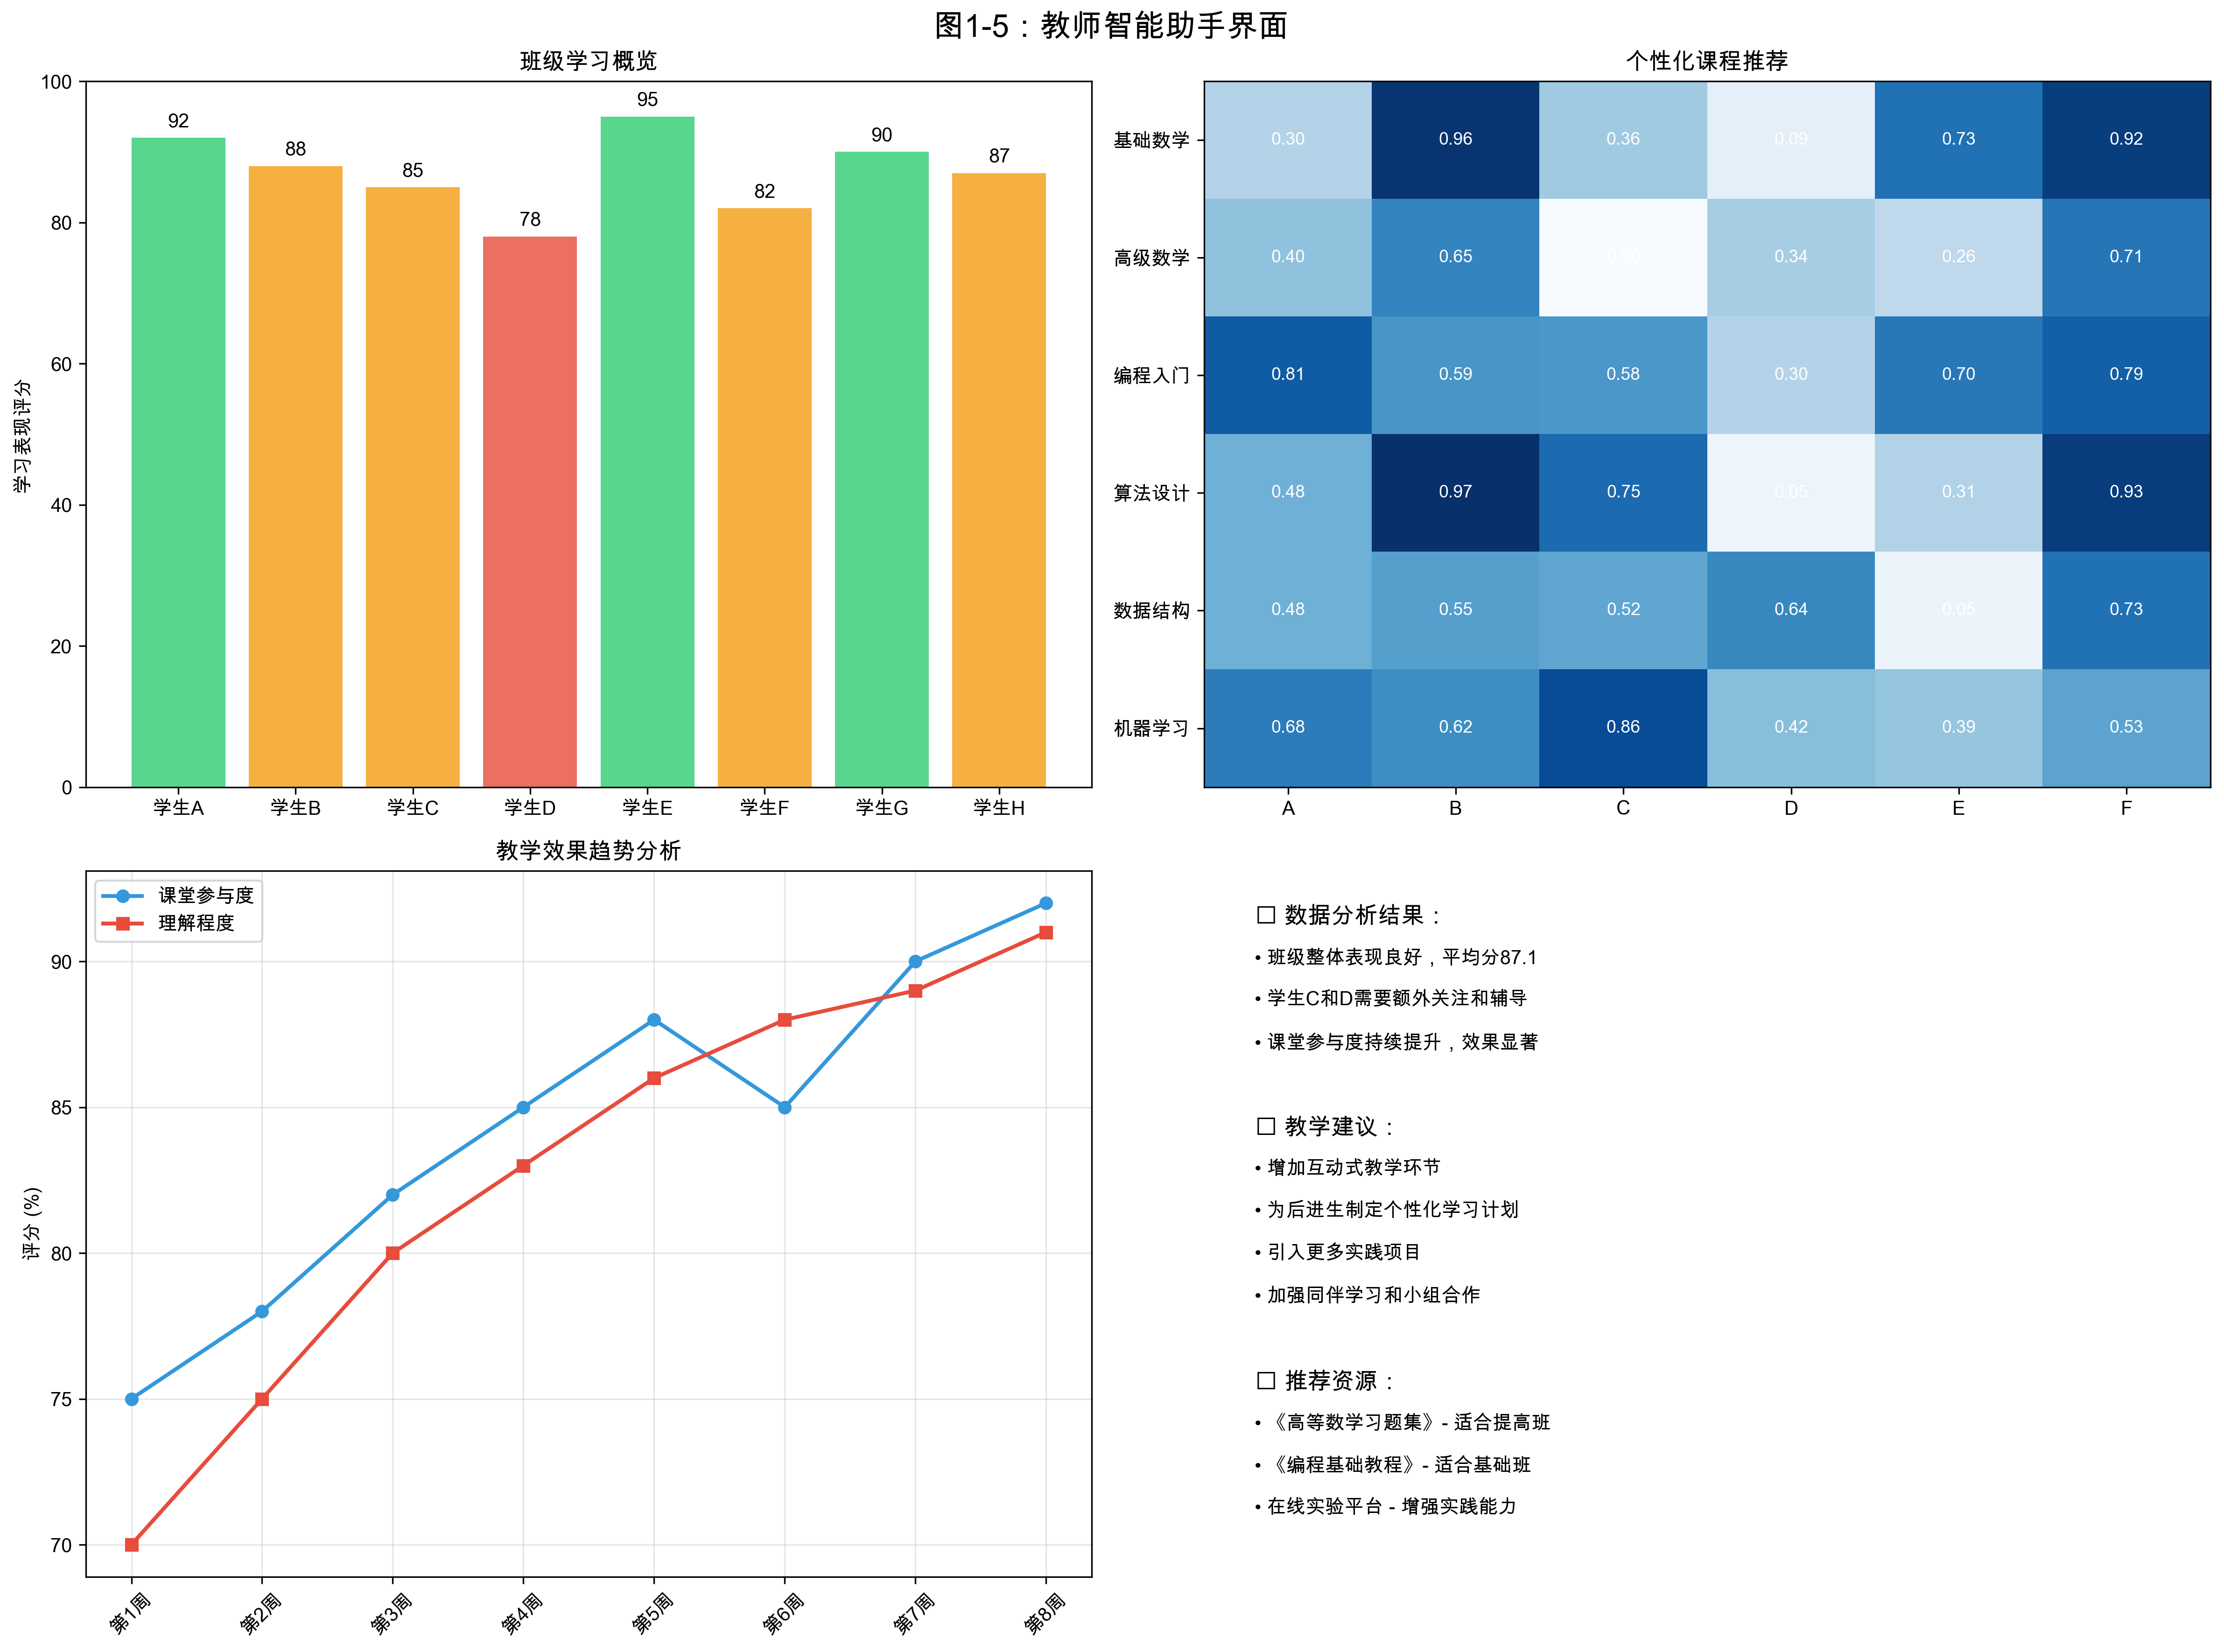 图1-5：教师智能助手界面
班级学习概览
学习表现评分
100
80
60
40
20
0
92
88
85
78
95
82
90
87
学生A
学生B
学生C
学生D
学生E
学生F
学生G
学生H
个性化课程推荐
基础数学 0.30 0.96 0.36 0.09 0.73 0.92
高级数学 0.40 0.65 0.34 0.26 0.71
编程入门 0.81 0.59 0.58 0.30 0.70 0.79
算法设计 0.48 0.97 0.75 0.05 0.31 0.93
数据结构 0.48 0.55 0.52 0.64 0.05 0.73
机器学习 0.68 0.62 0.86 0.42 0.39 0.53
A B C D E F
教学效果趋势分析
课堂参与度
理解程度
评分 (%)
90
85
80
75
70
第1周
第2周
第3周
第4周
第5周
第6周
第7周
第8周
□ 数据分析结果：
• 班级整体表现良好，平均分87.1
• 学生C和D需要额外关注和辅导
• 课堂参与度持续提升，效果显著
□ 教学建议：
• 增加互动式教学环节
• 为后进生制定个性化学习计划
• 引入更多实践项目
• 加强同伴学习和小组合作
□ 推荐资源：
• 《高等数学习题集》- 适合提高班
• 《编程基础教程》- 适合基础班
• 在线实验平台 - 增强实践能力